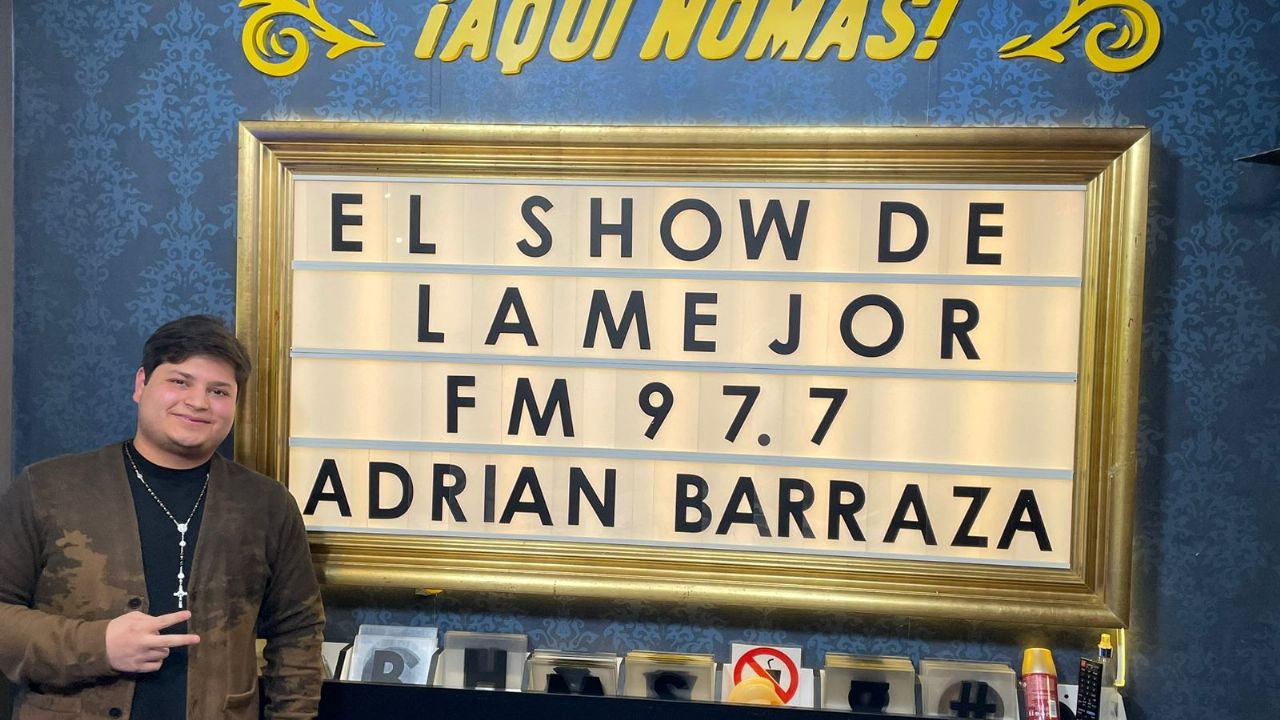 ¡AQUÍ NOMÁS!
EL SHOW DE
LA MEJOR
FM 97.7
ADRIAN BARRAZA